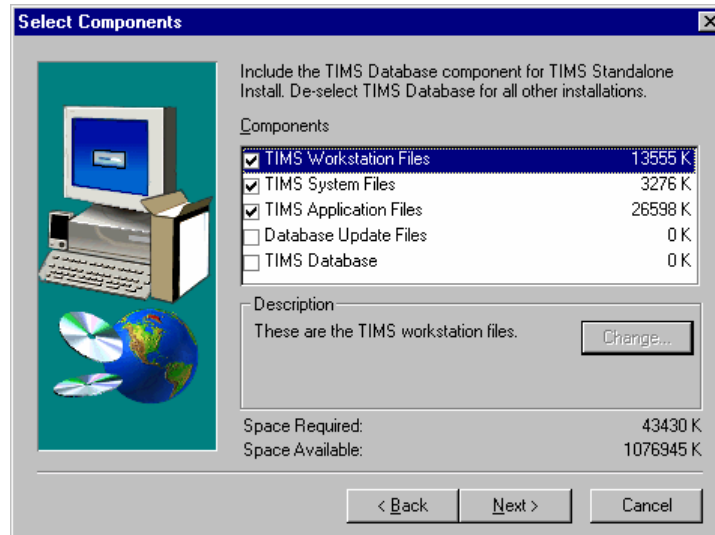 Select Components
Include the TIMS Database component for TIMS Standalone
Install. De-select TIMS Database for all other installations.
Components
TIMS Workstation Files 13555 K
TIMS System Files 3276 K
TIMS Application Files 26598 K
Database Update Files 0 K
TIMS Database 0 K
Description
These are the TIMS workstation files.
Change...
Space Required: 43430 K
Space Available: 1076945 K
< Back Next > Cancel